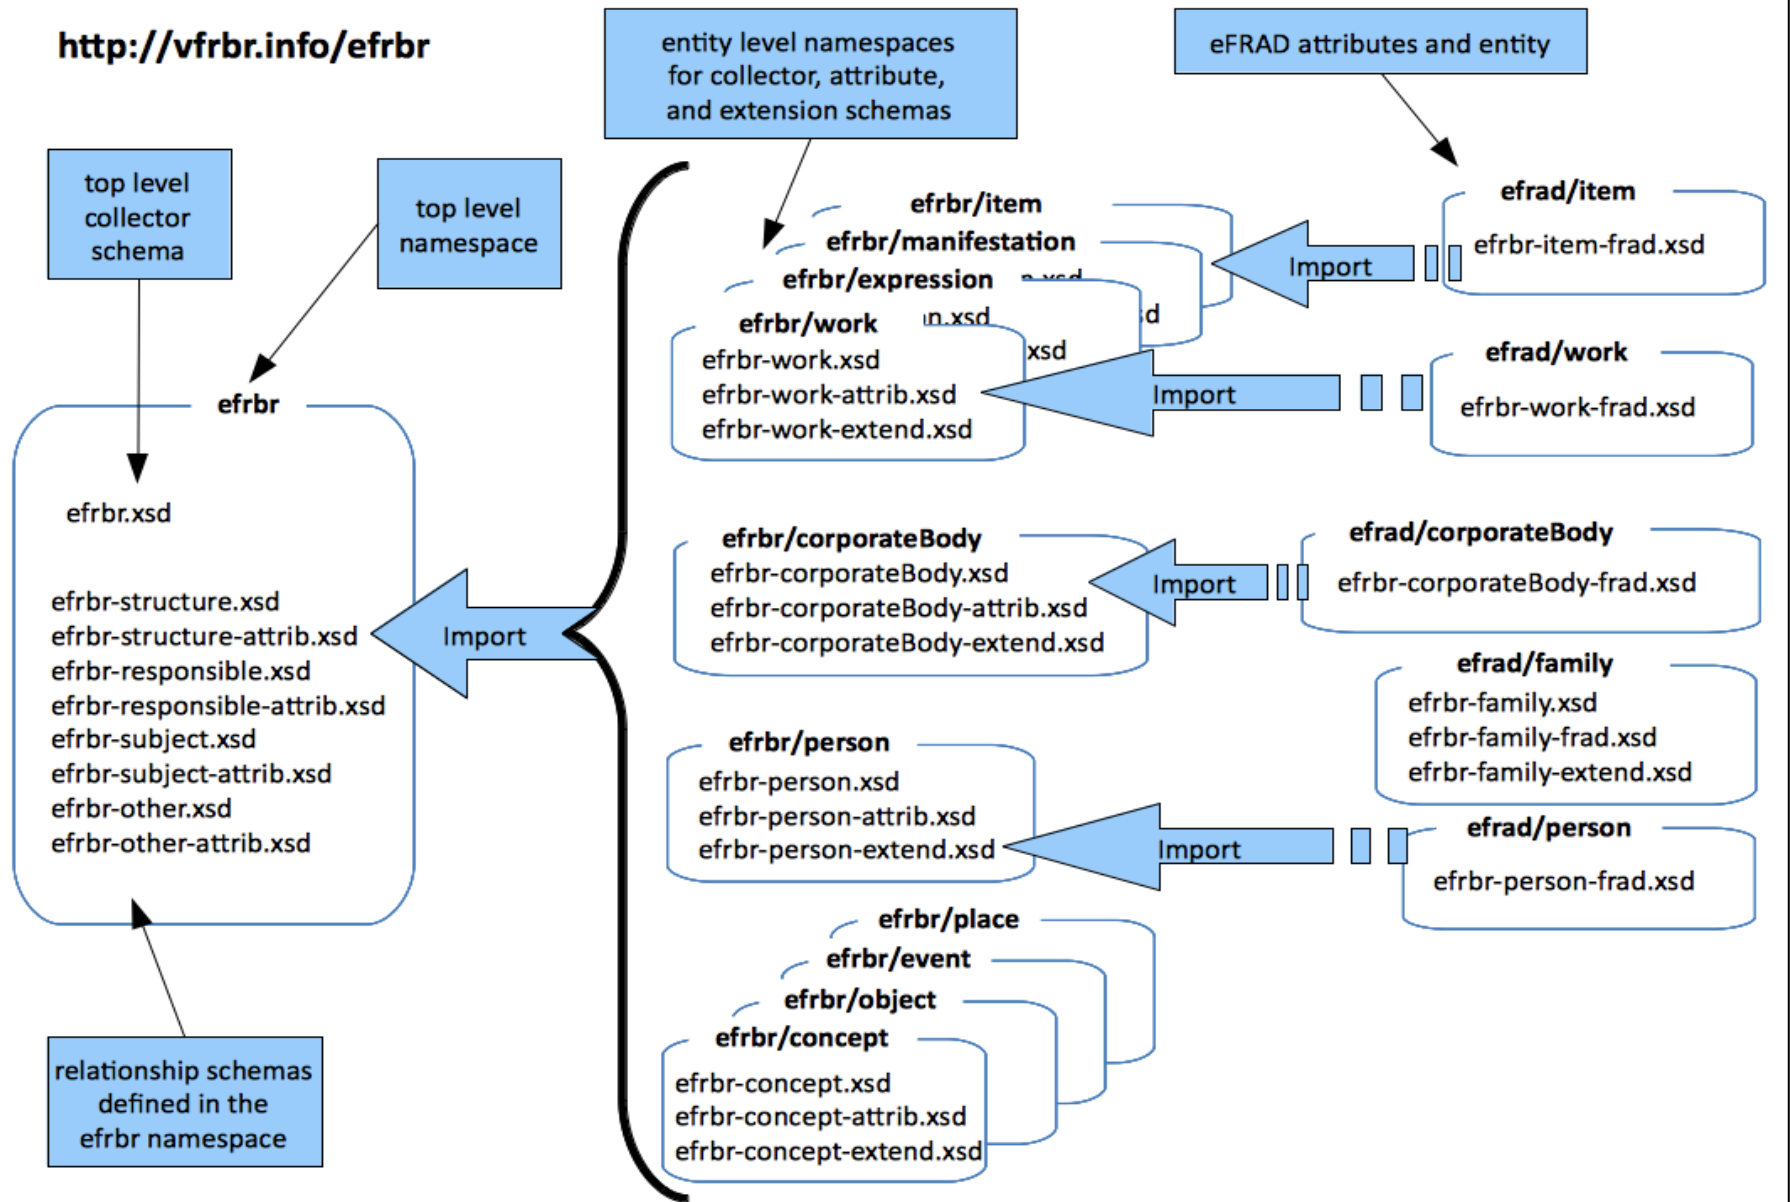 http://vfrbr.info/efrbr
entity level namespaces
for collector, attribute,
and extension schemas
eFRAD attributes and entity
top level
collector
schema
top level
namespace
efrbr
efrbr.xsd
efrbr-structure.xsd
efrbr-structure-attrib.xsd
efrbr-responsible.xsd
efrbr-responsible-attrib.xsd
efrbr-subject.xsd
efrbr-subject-attrib.xsd
efrbr-other.xsd
efrbr-other-attrib.xsd
relationship schemas
defined in the
efrbr namespace
Import
efrbr/item
efrbr/manifestation
efrbr/expression
efrbr/work
efrbr-work.xsd
efrbr-work-attrib.xsd
efrbr-work-extend.xsd
Import
efrad/item
efrbr-item-frad.xsd
Import
efrad/work
efrbr-work-frad.xsd
efrbr/corporateBody
efrbr-corporateBody.xsd
efrbr-corporateBody-attrib.xsd
efrbr-corporateBody-extend.xsd
Import
efrad/corporateBody
efrbr-corporateBody-frad.xsd
efrad/family
efrbr-family.xsd
efrbr-family-frad.xsd
efrbr-family-extend.xsd
efrbr/person
efrbr-person.xsd
efrbr-person-attrib.xsd
efrbr-person-extend.xsd
Import
efrad/person
efrbr-person-frad.xsd
efrbr/place
efrbr/event
efrbr/object
efrbr/concept
efrbr-concept.xsd
efrbr-concept-attrib.xsd
efrbr-concept-extend.xsd